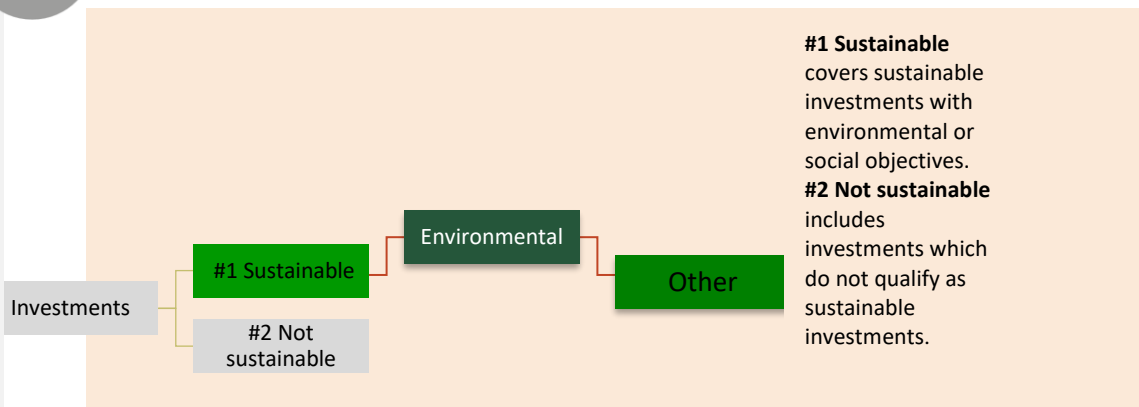 #1 Sustainable
covers sustainable
investments with
environmental or
social objectives.
#2 Not sustainable
includes
investments which
do not qualify as
sustainable
investments.
Investments
#1 Sustainable
#2 Not
sustainable
Environmental
Other